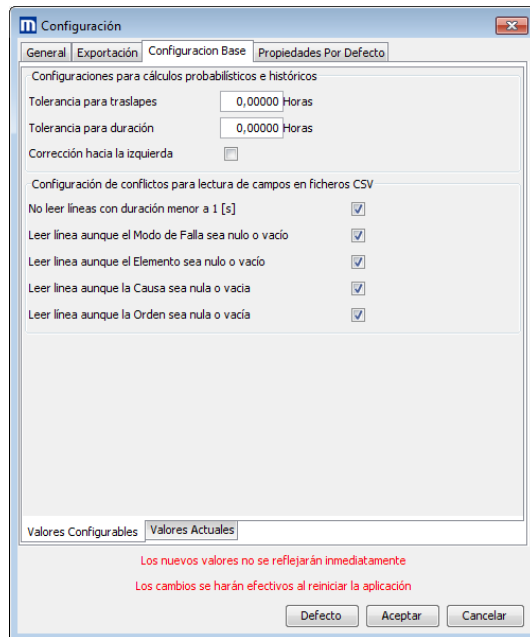 m Configuración
General Exportación Configuracion Base Propiedades Por Defecto
Configuraciones para cálculos probabilísticos e históricos
Tolerancia para traslapes 0,00000 Horas
Tolerancia para duración 0,00000 Horas
Corrección hacia la izquierda
Configuración de conflictos para lectura de campos en ficheros CSV
No leer líneas con duración menor a 1 [s]
Leer línea aunque el Modo de Falla sea nulo o vacío
Leer linea aunque el Elemento sea nulo o vacío
Leer linea aunque la Causa sea nula o vacia
Leer línea aunque la Orden sea nula o vacía
Valores Configurables Valores Actuales
Los nuevos valores no se reflejarán inmediatamente
Los cambios se harán efectivos al reiniciar la aplicación
Defecto Aceptar Cancelar